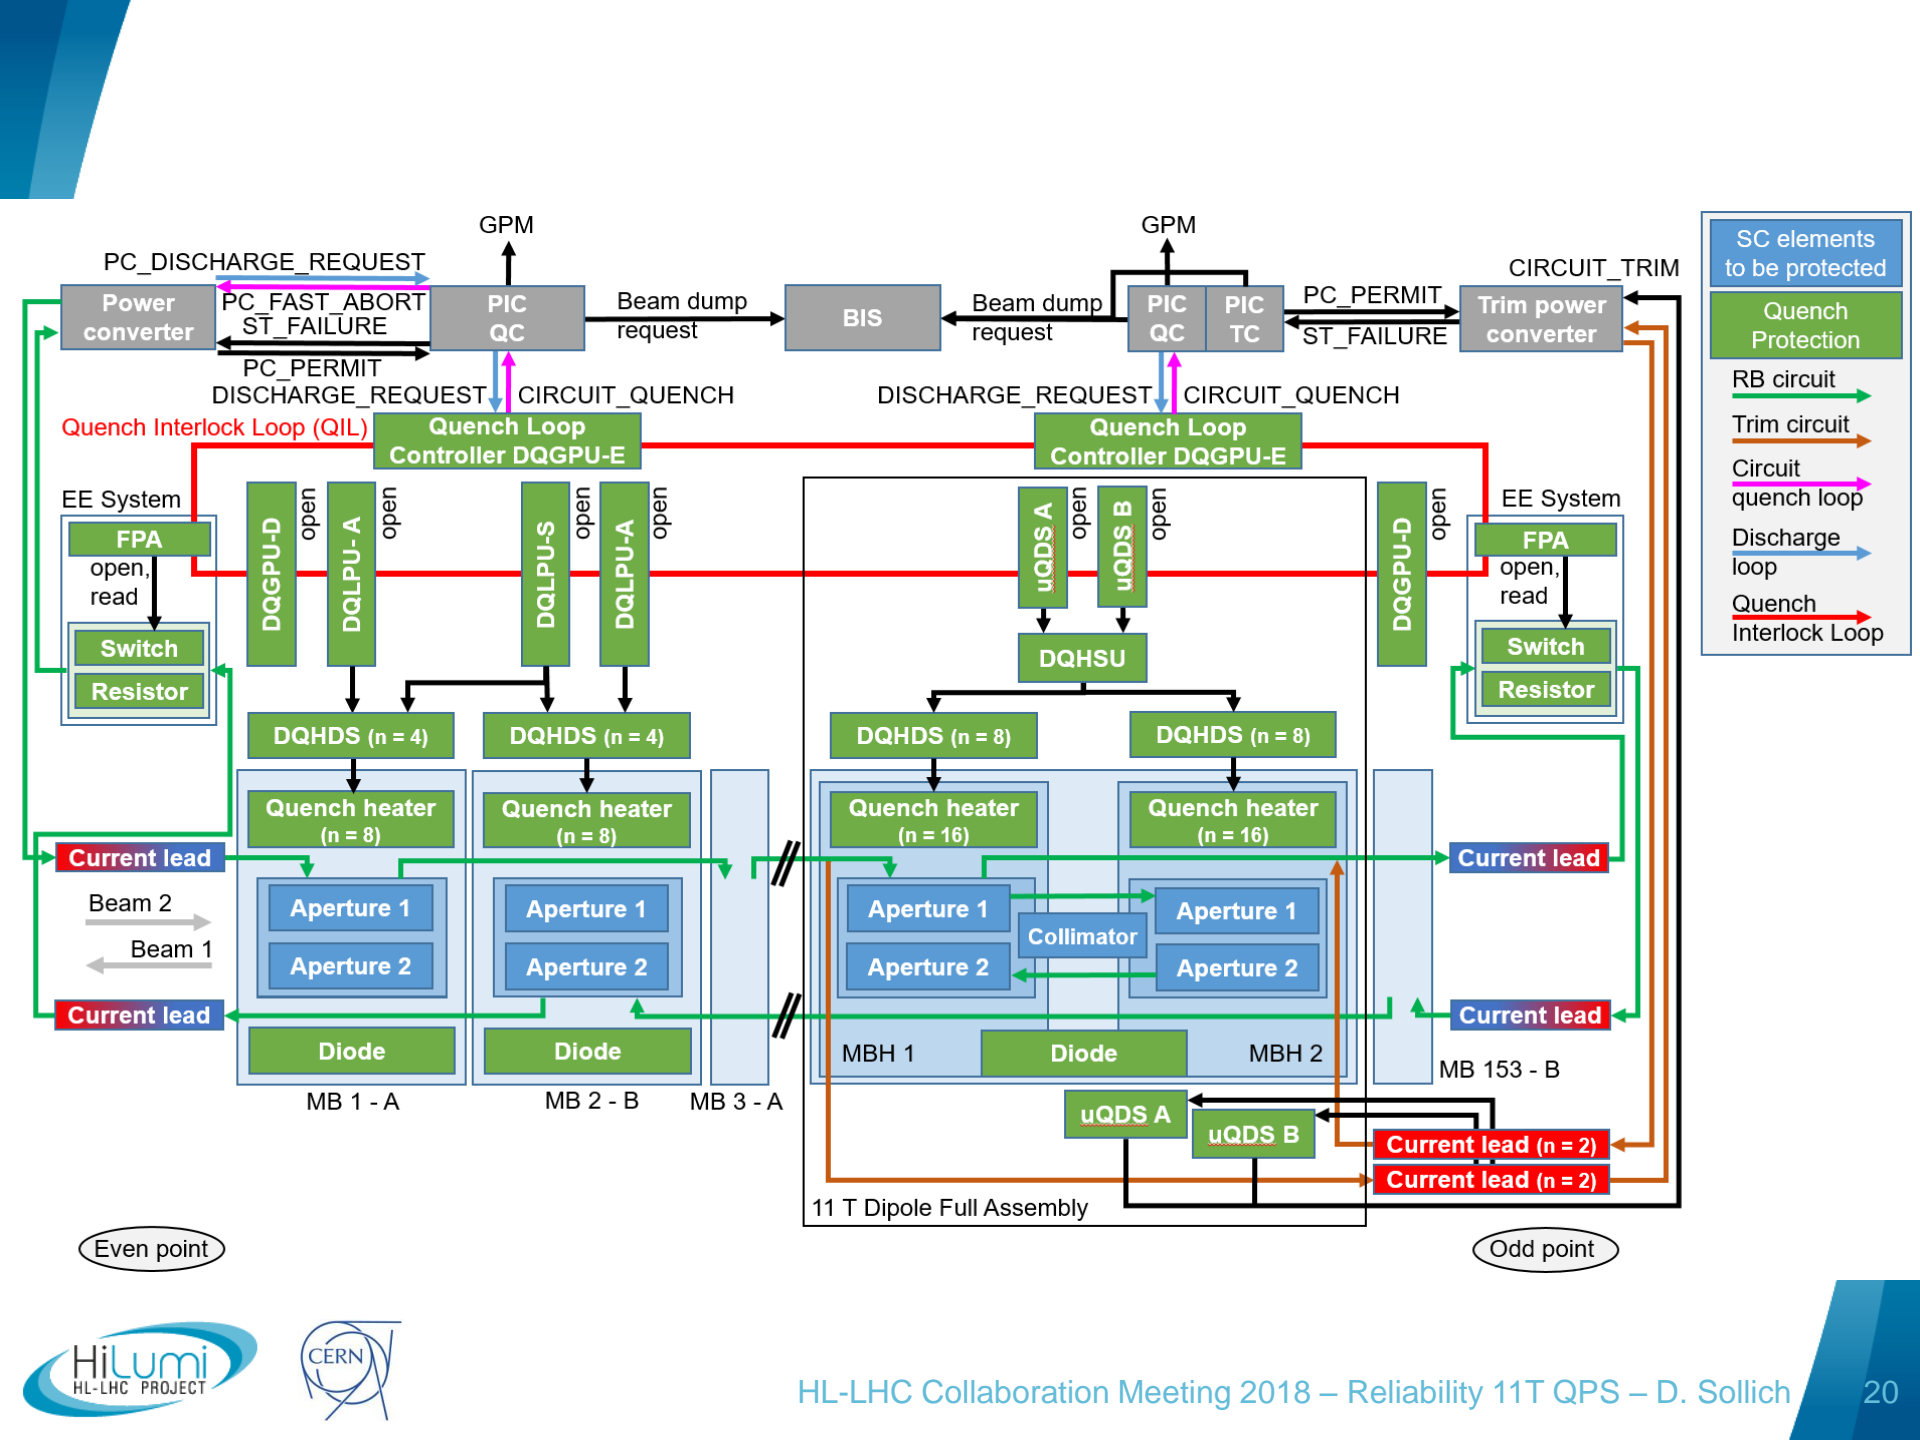 GPM
GPM
SC elements
to be protected
PC_DISCHARGE_REQUEST
CIRCUIT_TRIM
Power
converter
PC_FAST_ABORT
ST_FAILURE
PC_PERMIT
PIC
QC
Beam dump
request
BIS
Beam dump
request
PIC
QC
PIC
TC
PC_PERMIT
ST_FAILURE
Trim power
converter
Quench
Protection
RB circuit
Trim circuit
Circuit
quench loop
Discharge
loop
Quench
Interlock Loop
DISCHARGE_REQUEST
CIRCUIT_QUENCH
DISCHARGE_REQUEST
CIRCUIT_QUENCH
Quench Interlock Loop (QIL)
Quench Loop
Controller DQGPU-E
Quench Loop
Controller DQGPU-E
EE System
FPA
open,
read
Switch
Resistor
DQGPU-D
open
DQLPU- A
open
DQLPU-S
open
DQLPU-A
open
uQDS A
open
uQDS B
open
DQGPU-D
open
EE System
FPA
open,
read
Switch
Resistor
DQHSU
DQHDS (n = 4)
DQHDS (n = 4)
DQHDS (n = 8)
DQHDS (n = 8)
Quench heater
(n = 8)
Quench heater
(n = 8)
Quench heater
(n = 16)
Quench heater
(n = 16)
Current lead
Current lead
Beam 2
Beam 1
Aperture 1
Aperture 2
Aperture 1
Aperture 2
Aperture 1
Aperture 2
Collimator
Aperture 1
Aperture 2
Current lead
Current lead
Diode
Diode
MBH 1
Diode
MBH 2
MB 1 - A
MB 2 - B
MB 3 - A
MB 153 - B
uQDS A
uQDS B
Current lead (n = 2)
Current lead (n = 2)
11 T Dipole Full Assembly
Even point
Odd point
HiLumi
HL-LHC PROJECT
CERN
HL-LHC Collaboration Meeting 2018 – Reliability 11T QPS – D. Sollich
20